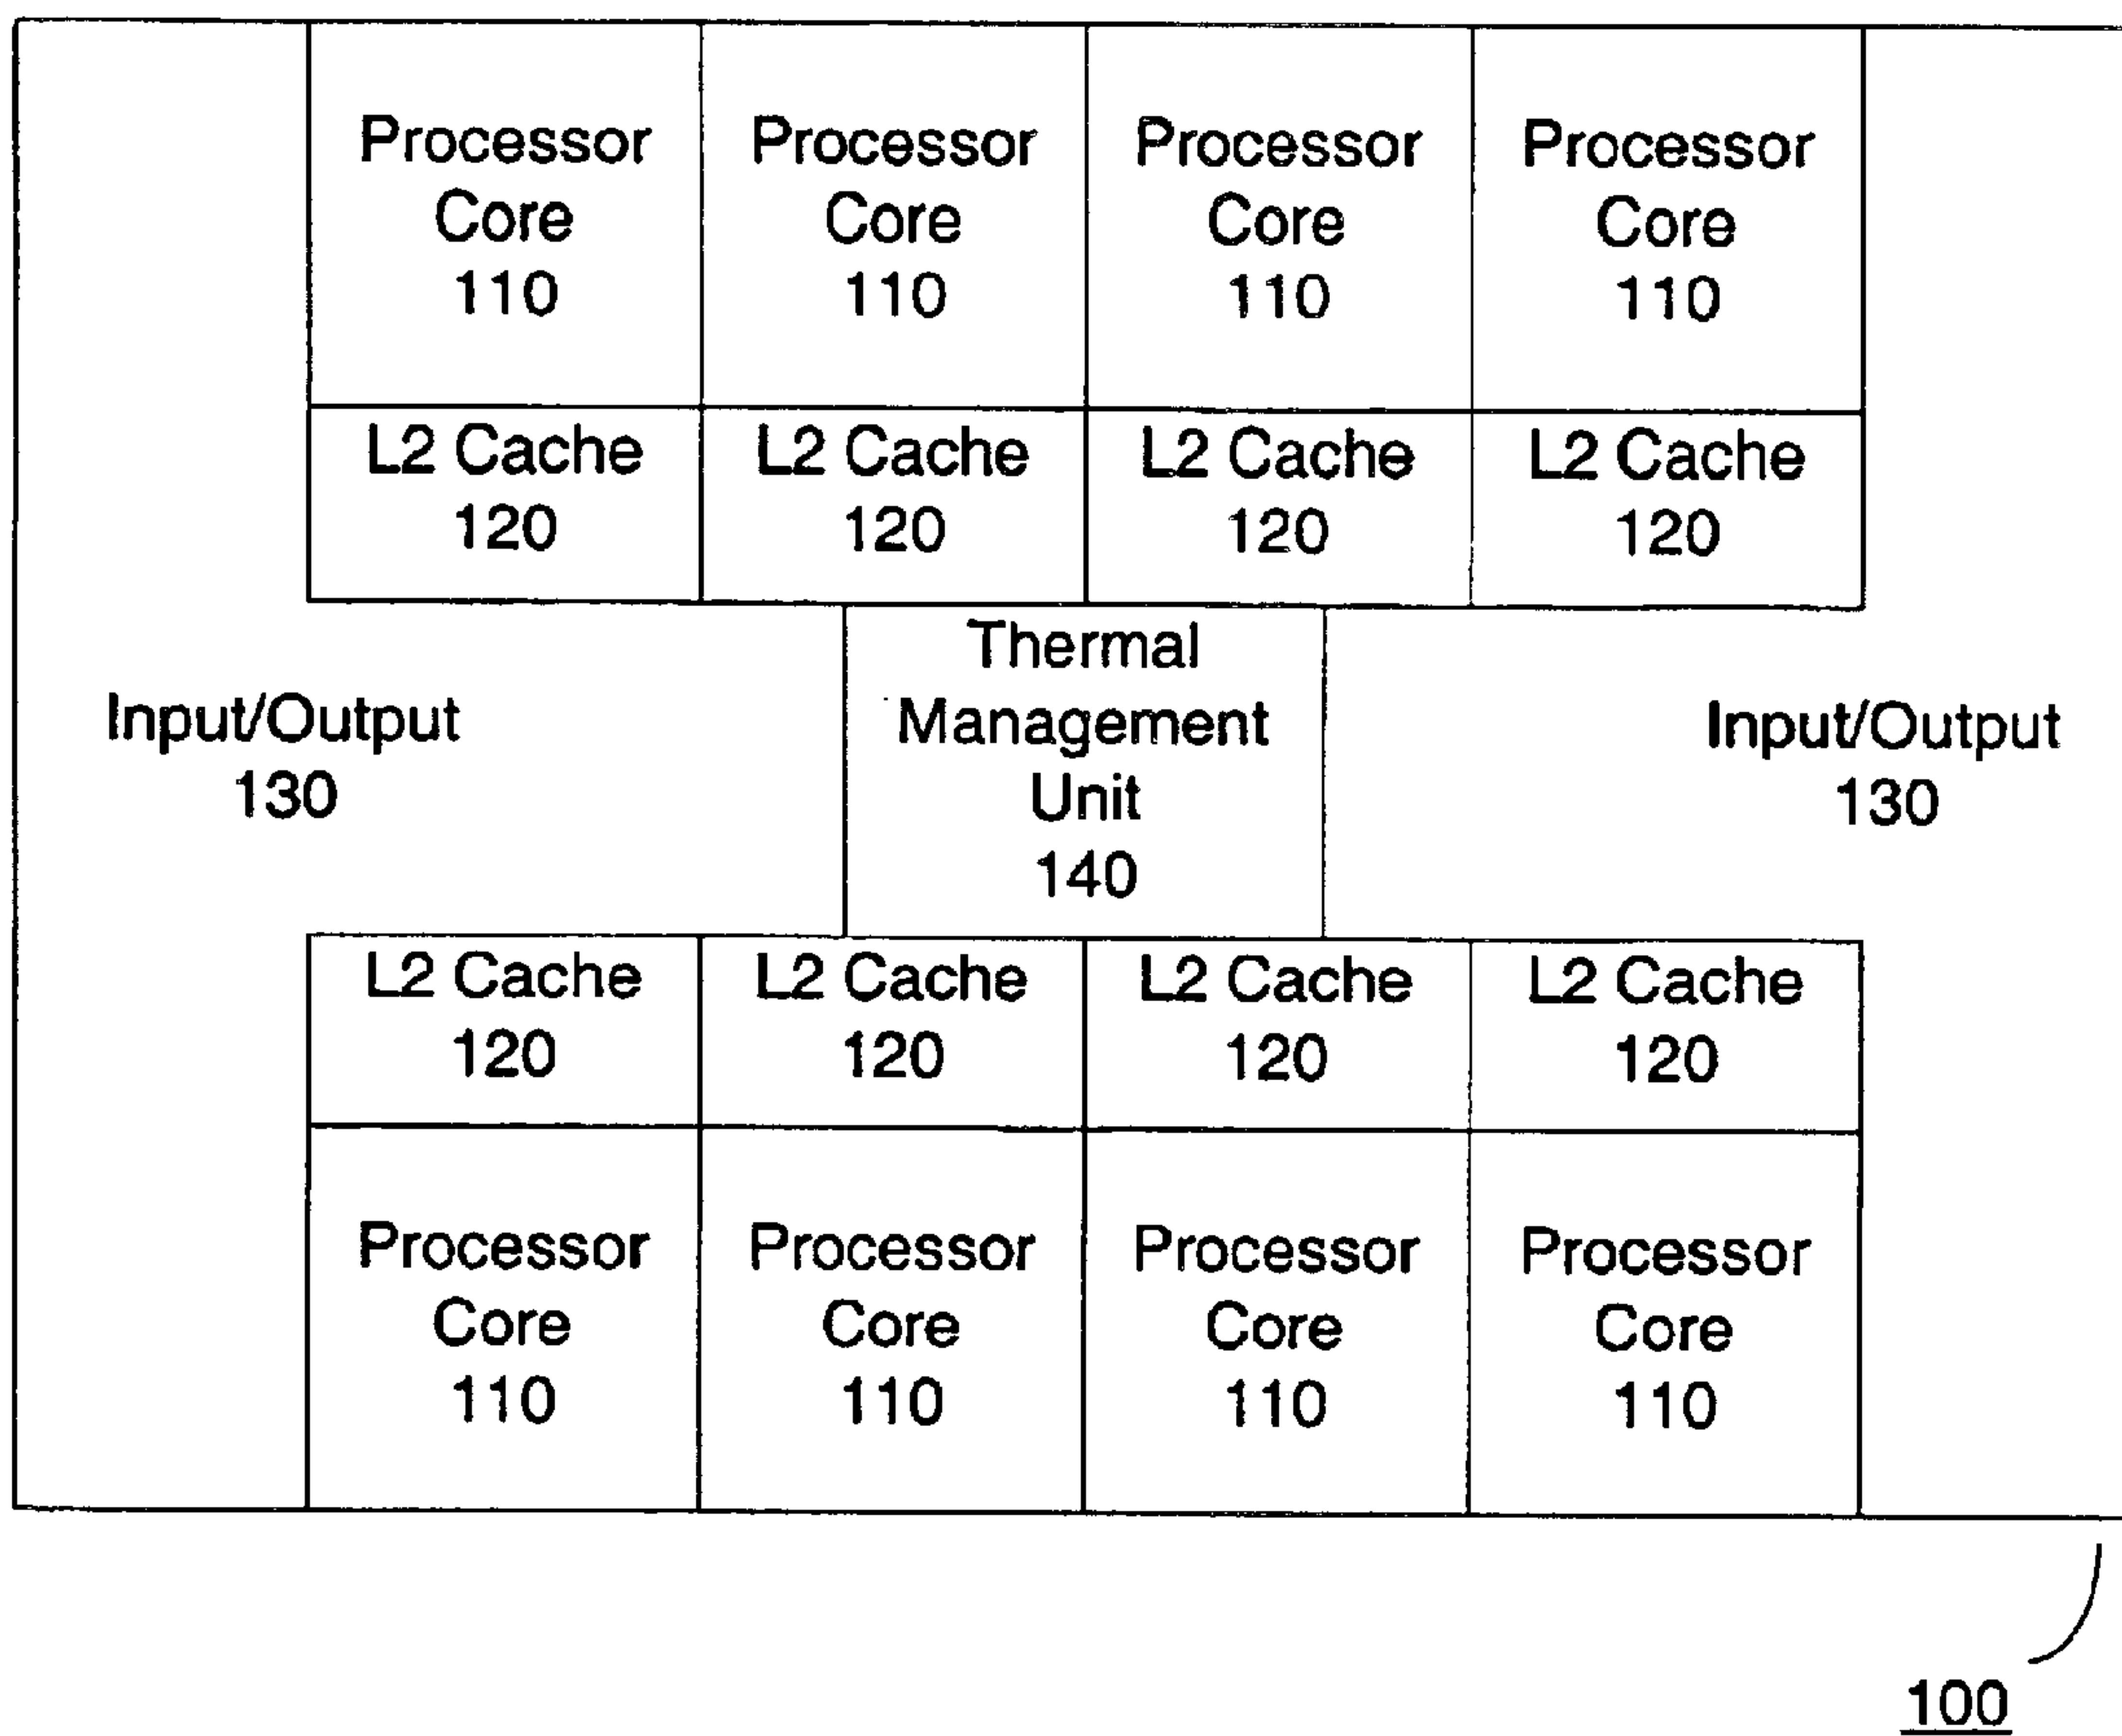 Processor Processor Processor Processor
Core Core Core Core
110 110 110 110
L2 Cache L2 Cache L2 Cache L2 Cache
120 120 120 120
Thermal
Management
Unit
140
Input/Output
130
Input/Output
130
L2 Cache L2 Cache L2 Cache L2 Cache
120 120 120 120
Processor Processor Processor Processor
Core Core Core Core
110 110 110 110
100